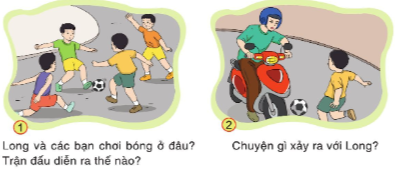 1
2
Long và các bạn chơi bóng ở đâu?
Trận đấu diễn ra thế nào?
Chuyện gì xảy ra với Long?